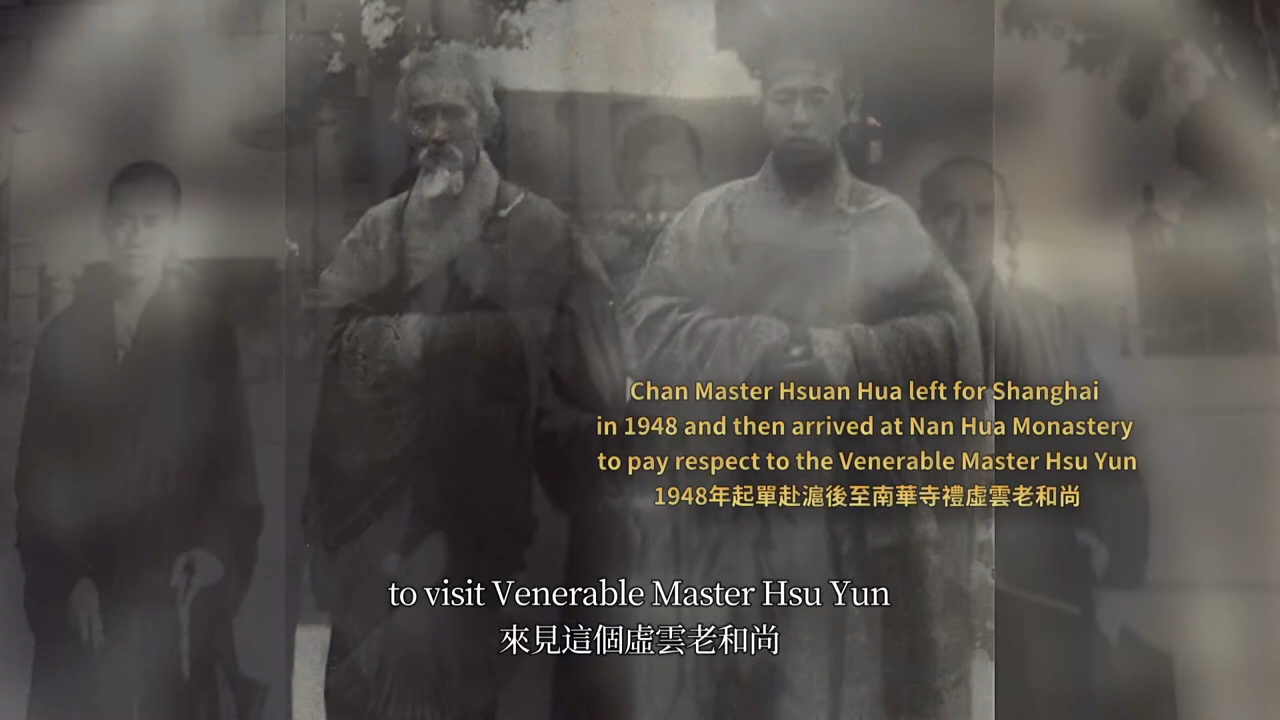 Chan Master Hsuan Hua left for Shanghai
in 1948 and then arrived at Nan Hua Monastery
to pay respect to the Venerable Master Hsu Yun
1948年起單赴滬後至南華寺禮虛雲老和尚
to visit Venerable Master Hsu Yun
來見這個虛雲老和尚